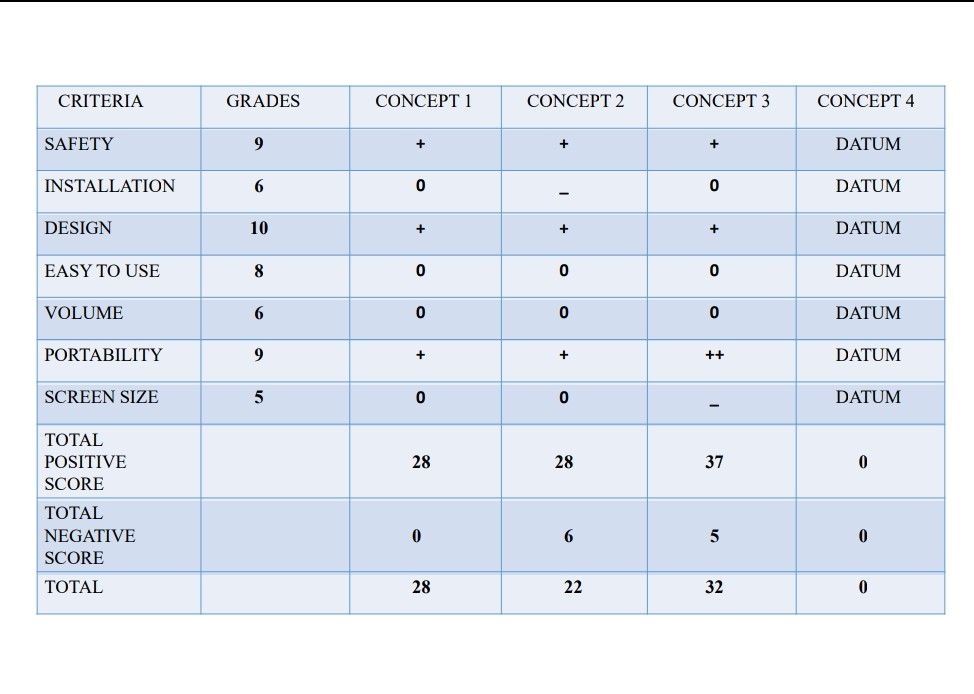 CRITERIA GRADES CONCEPT 1 CONCEPT 2 CONCEPT 3 CONCEPT 4
SAFETY 9 + + + DATUM
INSTALLATION 6 0 _ 0 DATUM
DESIGN 10 + + + DATUM
EASY TO USE 8 0 0 0 DATUM
VOLUME 6 0 0 0 DATUM
PORTABILITY 9 + + ++ DATUM
SCREEN SIZE 5 0 0 _ DATUM
TOTAL
POSITIVE 28 28 37 0
SCORE
TOTAL
NEGATIVE 0 6 5 0
SCORE
TOTAL 28 22 32 0